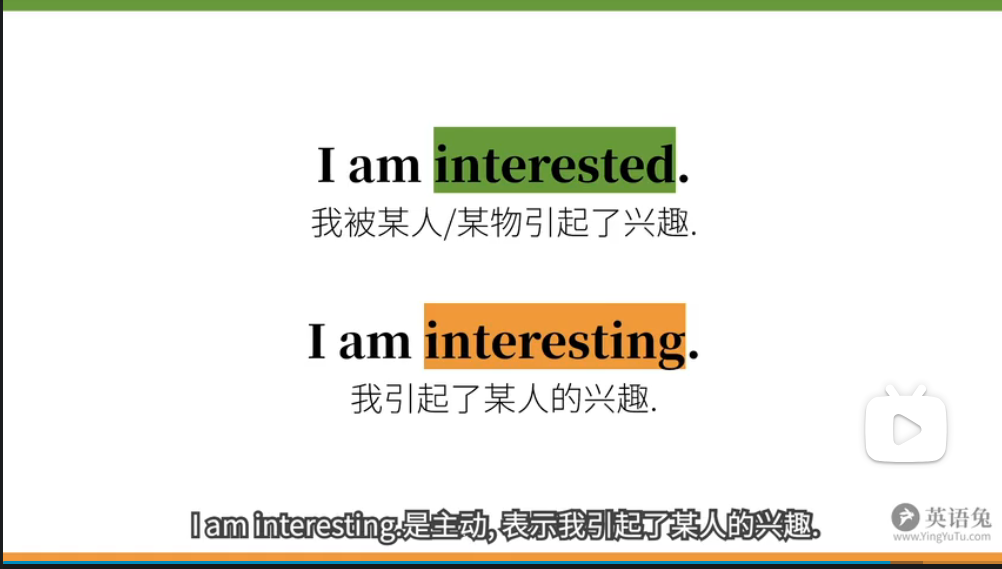 I am interested.
我被某人/某物引起了兴趣.
I am interesting.
我引起了某人的兴趣.
I am interesting.是主动, 表示我引起了某人的兴趣.
英语兔
www.YingYuTu.com